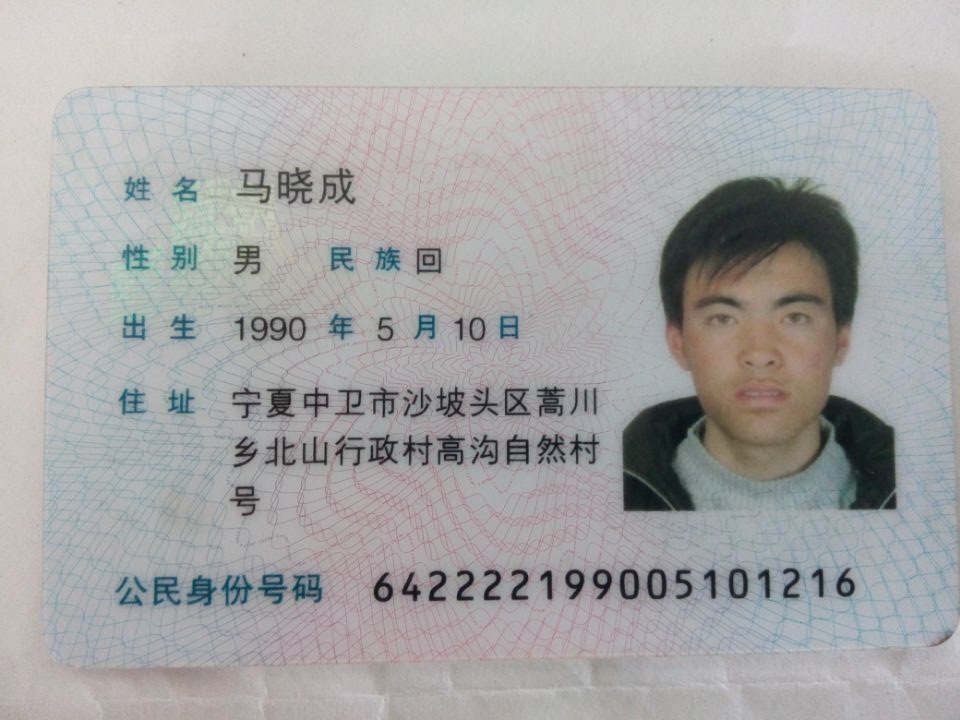 姓名 马晓成
性别 男 民族 回
出生 1990 年 5 月 10 日
住址 宁夏中卫市沙坡头区蒿川
乡北山行政村高沟自然村
号
公民身份号码 642222199005101216